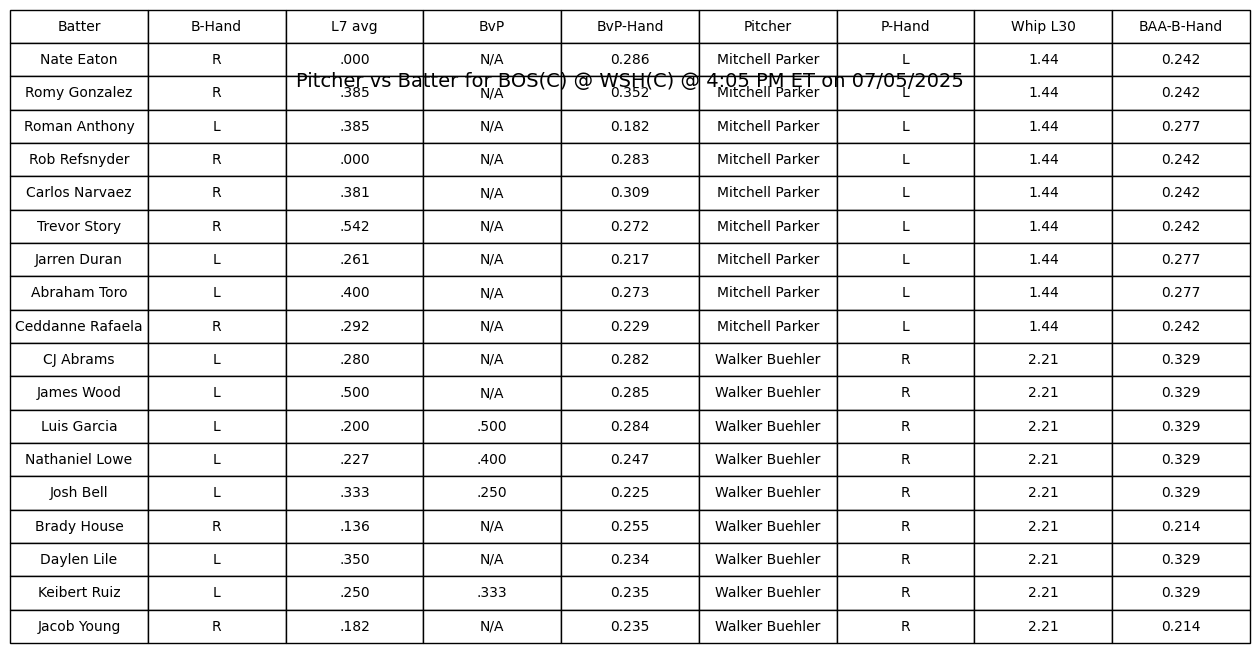 Batter B-Hand L7 avg BvP BvP-Hand Pitcher P-Hand Whip L30 BAA-B-Hand
Nate Eaton R .000 N/A 0.286 Mitchell Parker L 1.44 0.242
Pitcher vs Batter for BOS(C) @ WSH(C) @ 4:05 PM ET on 07/05/2025
Romy Gonzalez R .385 N/A 0.352 Mitchell Parker L 1.44 0.242
Roman Anthony L .385 N/A 0.182 Mitchell Parker L 1.44 0.277
Rob Refsnyder R .000 N/A 0.283 Mitchell Parker L 1.44 0.242
Carlos Narvaez R .381 N/A 0.309 Mitchell Parker L 1.44 0.242
Trevor Story R .542 N/A 0.272 Mitchell Parker L 1.44 0.242
Jarren Duran L .261 N/A 0.217 Mitchell Parker L 1.44 0.277
Abraham Toro L .400 N/A 0.273 Mitchell Parker L 1.44 0.277
Ceddanne Rafaela R .292 N/A 0.229 Mitchell Parker L 1.44 0.242
CJ Abrams L .280 N/A 0.282 Walker Buehler R 2.21 0.329
James Wood L .500 N/A 0.285 Walker Buehler R 2.21 0.329
Luis Garcia L .200 .500 0.284 Walker Buehler R 2.21 0.329
Nathaniel Lowe L .227 .400 0.247 Walker Buehler R 2.21 0.329
Josh Bell L .333 .250 0.225 Walker Buehler R 2.21 0.329
Brady House R .136 N/A 0.255 Walker Buehler R 2.21 0.214
Daylen Lile L .350 N/A 0.234 Walker Buehler R 2.21 0.329
Keibert Ruiz L .250 .333 0.235 Walker Buehler R 2.21 0.329
Jacob Young R .182 N/A 0.235 Walker Buehler R 2.21 0.214